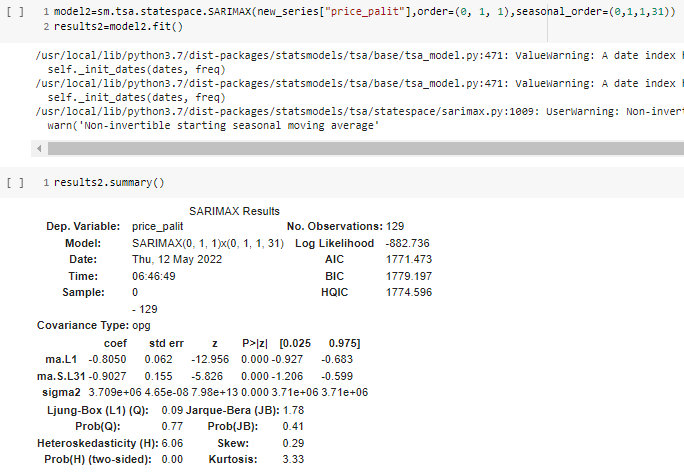 [ ] 1 model2=sm.tsa.statespace.SARIMAX(new_series["price_palit"],order=(0, 1, 1),seasonal_order=(0,1,1,31))
2 results2=model2.fit()
/usr/local/lib/python3.7/dist-packages/statsmodels/tsa/base/tsa_model.py:471: ValueWarning: A date index h
self._init_dates(dates, freq)
/usr/local/lib/python3.7/dist-packages/statsmodels/tsa/base/tsa_model.py:471: ValueWarning: A date index h
self._init_dates(dates, freq)
/usr/local/lib/python3.7/dist-packages/statsmodels/tsa/statespace/sarimax.py:1009: UserWarning: Non-invert
warn('Non-invertible starting seasonal moving average'
[ ] 1 results2.summary()
SARIMAX Results
Dep. Variable: price_palit No. Observations: 129
Model: SARIMAX(0, 1, 1)x(0, 1, 1, 31) Log Likelihood -882.736
Date: Thu, 12 May 2022 AIC 1771.473
Time: 06:46:49 BIC 1779.197
Sample: 0 HQIC 1774.596
- 129
Covariance Type: opg
coef std err z P>|z| [0.025 0.975]
ma.L1 -0.8050 0.062 -12.956 0.000 -0.927 -0.683
ma.S.L31 -0.9027 0.155 -5.826 0.000 -1.206 -0.599
sigma2 3.709e+06 4.65e-08 7.98e+13 0.000 3.71e+06 3.71e+06
Ljung-Box (L1) (Q): 0.09 Jarque-Bera (JB): 1.78
Prob(Q): 0.77 Prob(JB): 0.41
Heteroskedasticity (H): 6.06 Skew: 0.29
Prob(H) (two-sided): 0.00 Kurtosis: 3.33